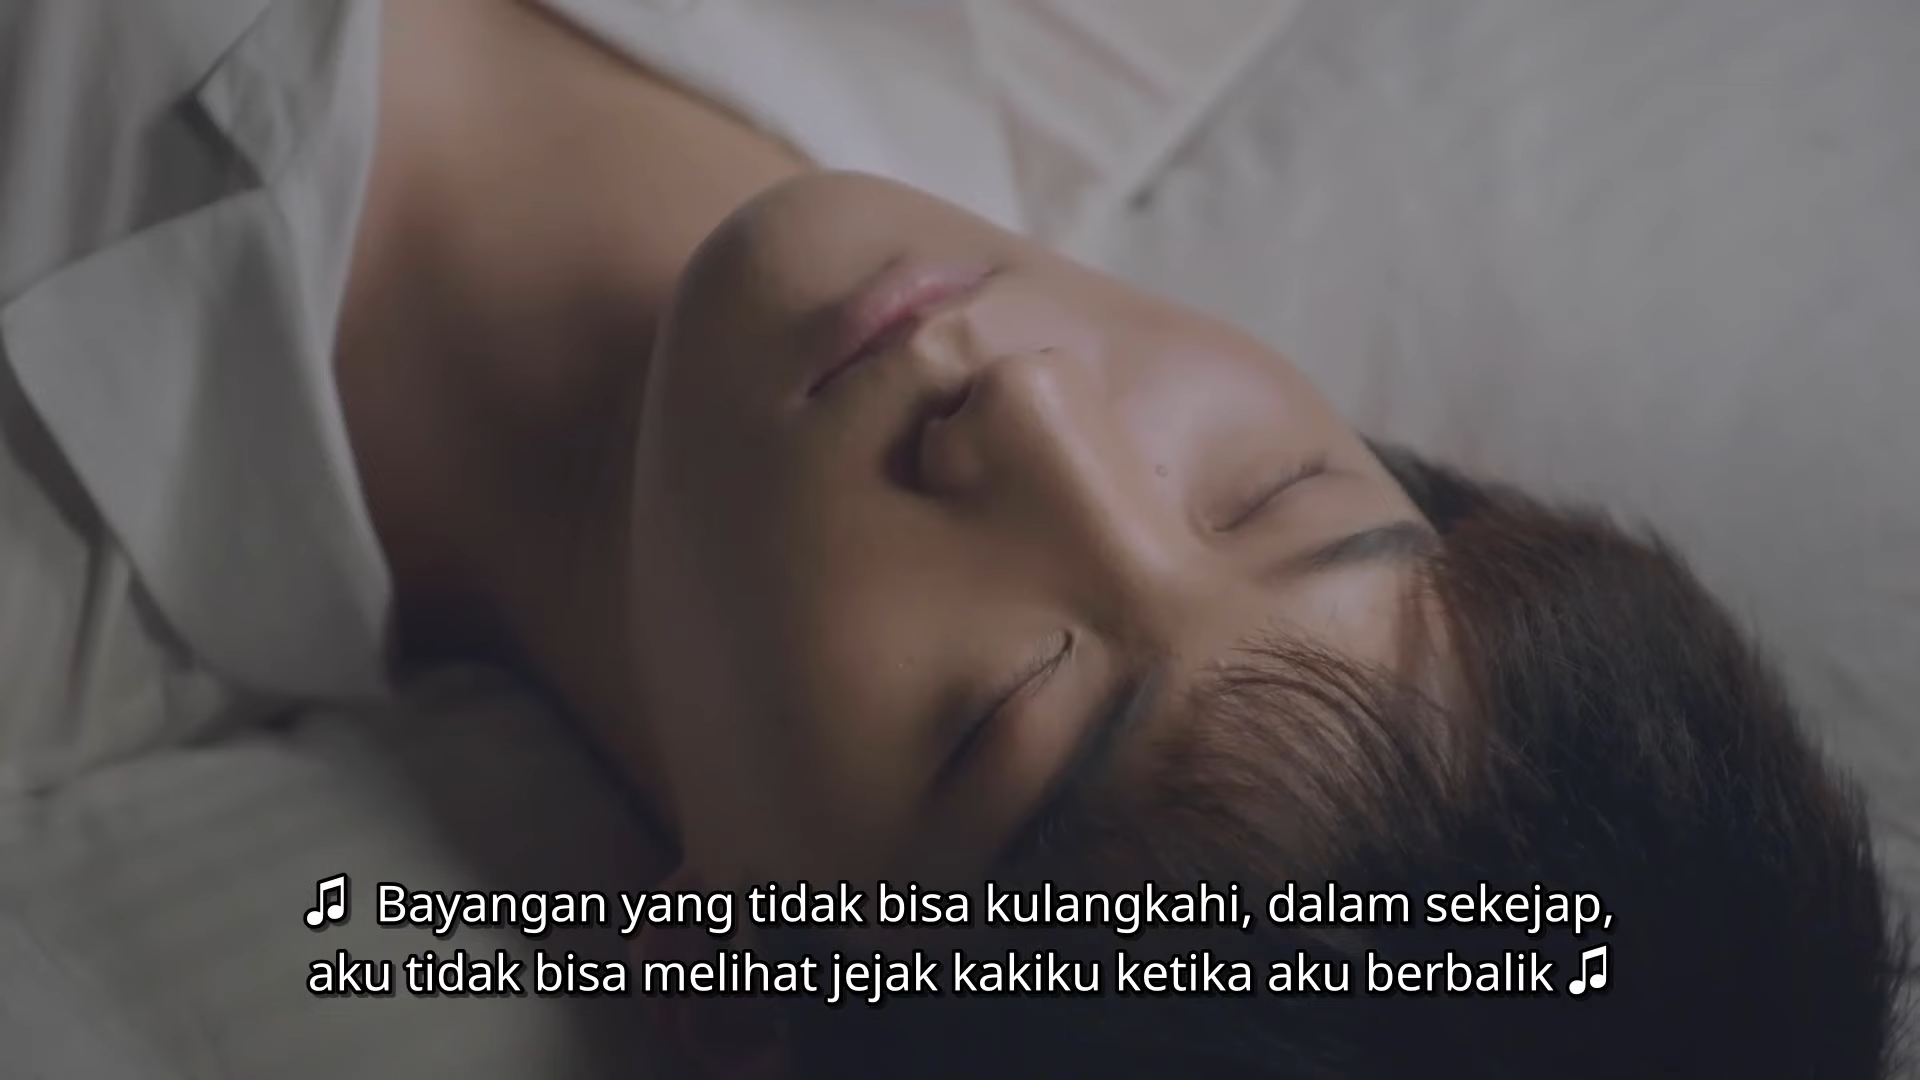 ♫ Bayangan yang tidak bisa kulangkahi, dalam sekejap,
aku tidak bisa melihat jejak kakiku ketika aku berbalik ♫